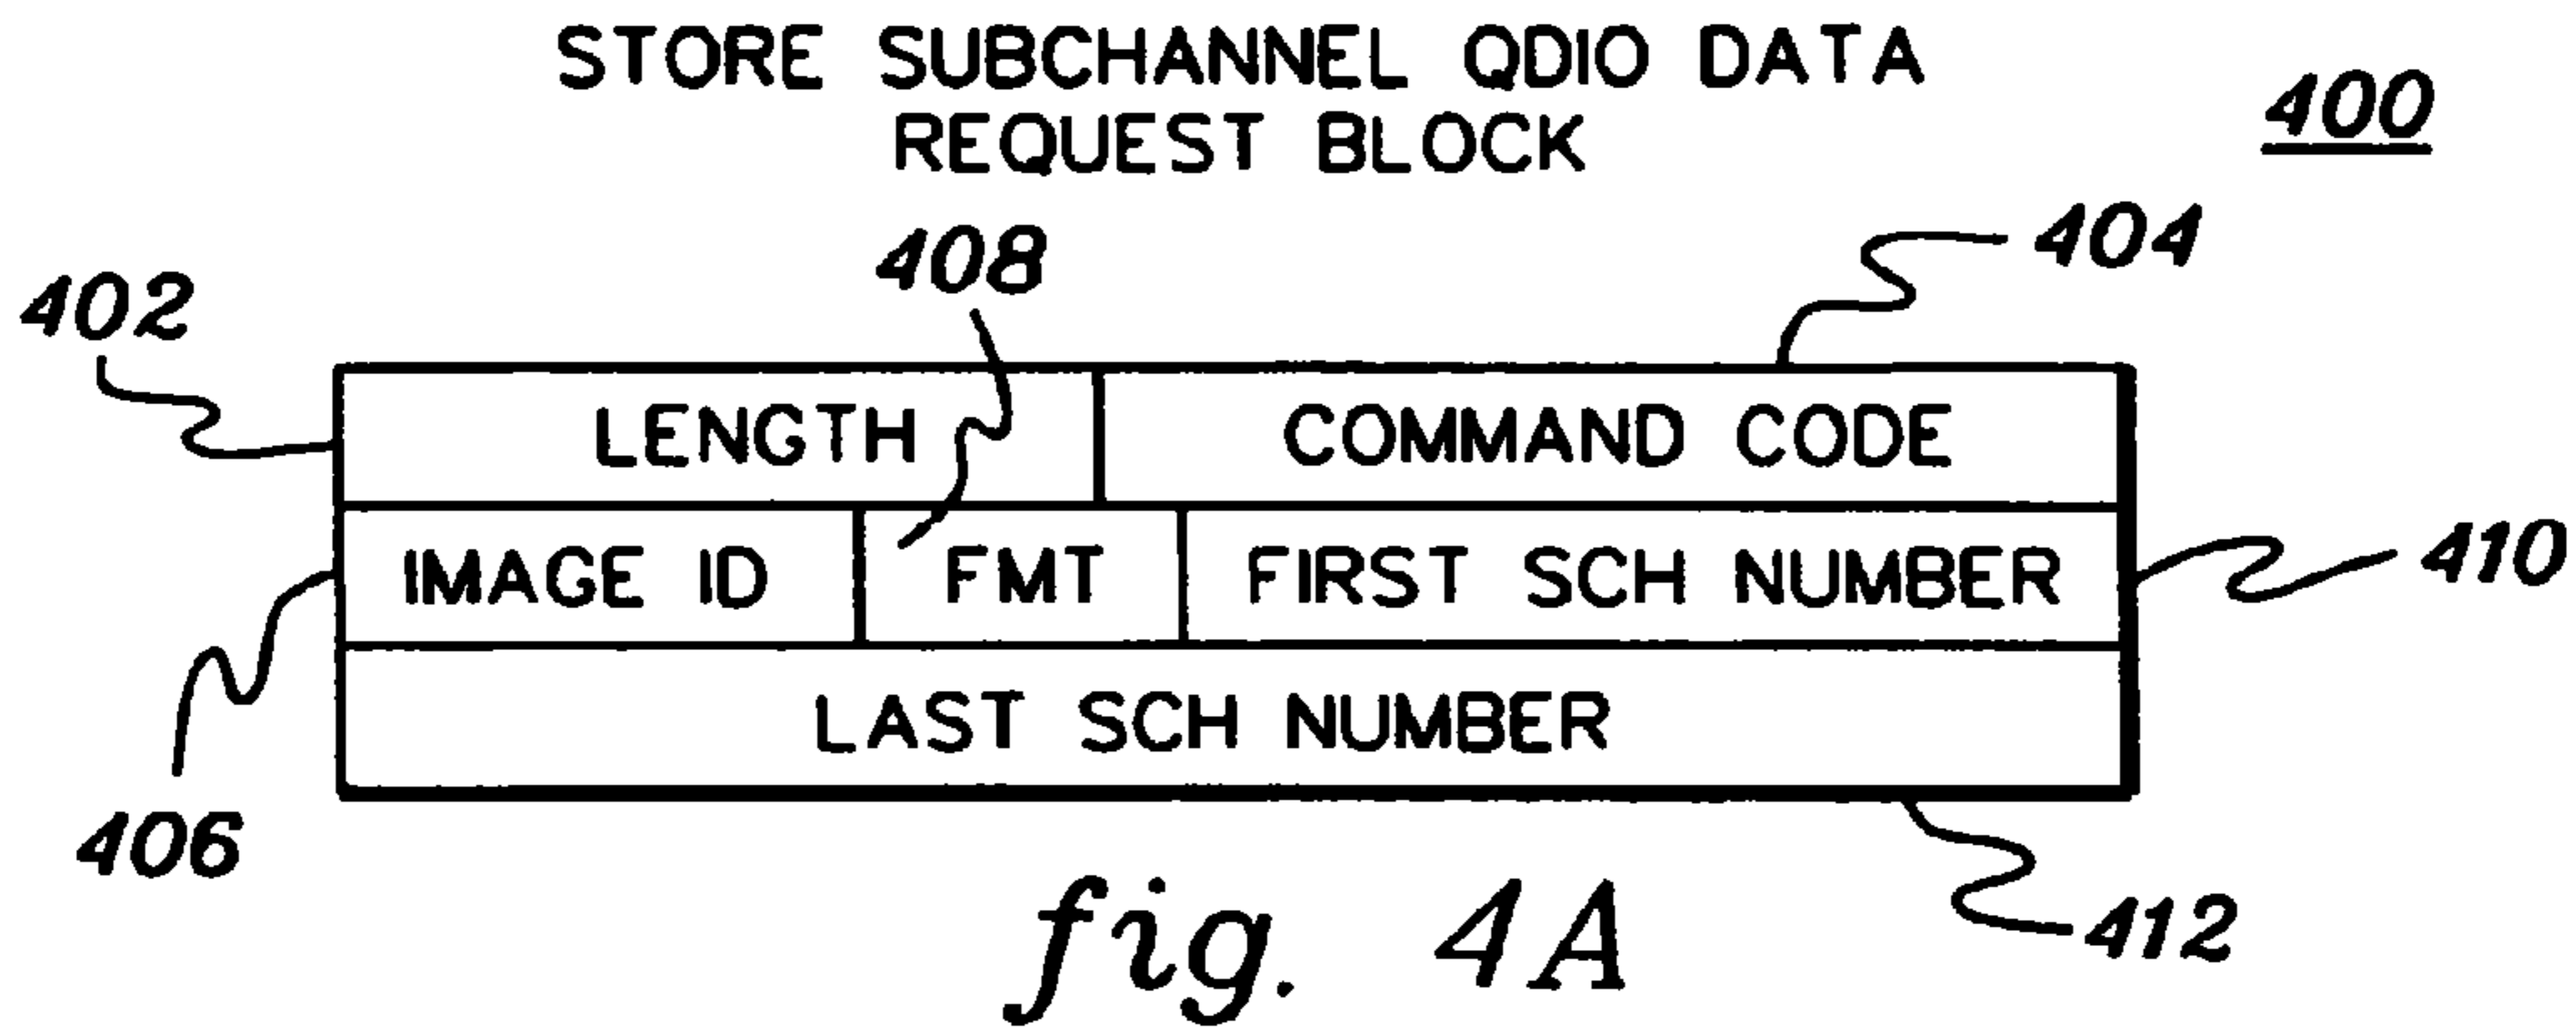 STORE SUBCHANNEL QDIO DATA
REQUEST BLOCK
400
404
408
402
LENGTH COMMAND CODE
IMAGE ID FMT FIRST SCH NUMBER
410
LAST SCH NUMBER
406
412
fig. 4A